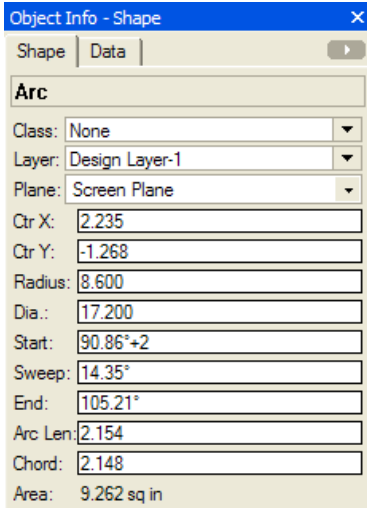 Object Info - Shape
Shape Data
Arc
Class: None
Layer: Design Layer-1
Plane: Screen Plane
Ctr X: 2.235
Ctr Y: -1.268
Radius: 8.600
Dia.: 17.200
Start: 90.86°+2
Sweep: 14.35°
End: 105.21°
Arc Len: 2.154
Chord: 2.148
Area: 9.262 sq in